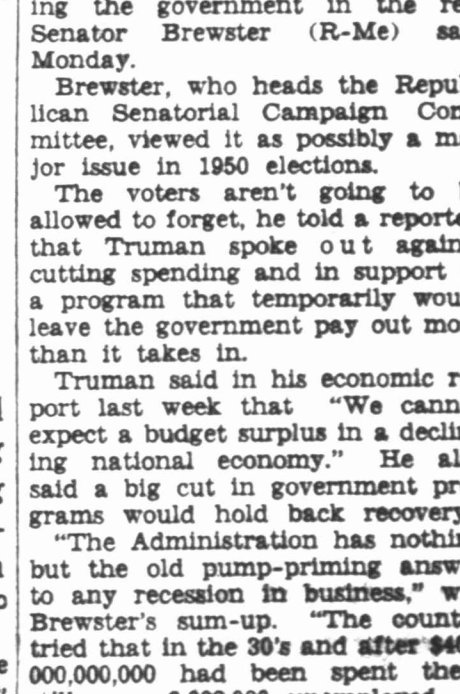 ing the government in the
Senator Brewster (R-Me) sa
Monday.
Brewster, who heads the Repu
lican Senatorial Campaign Con
mittee, viewed it as possibly a m
jor issue in 1950 elections.
The voters aren't going to
allowed to forget, he told a reporte
that Truman spoke out again
cutting spending and in support
a program that temporarily wou
leave the government pay out mo
than it takes in.
Truman said in his economic r
port last week that "We cann
expect a budget surplus in a declin
ing national economy." He al
said a big cut in government pr
grams would hold back recovery
"The Administration has nothin
but the old pump-priming answ
to any recession in business," w
Brewster's sum-up. "The count
tried that in the 30's and after $40
000,000,000 had been spent the